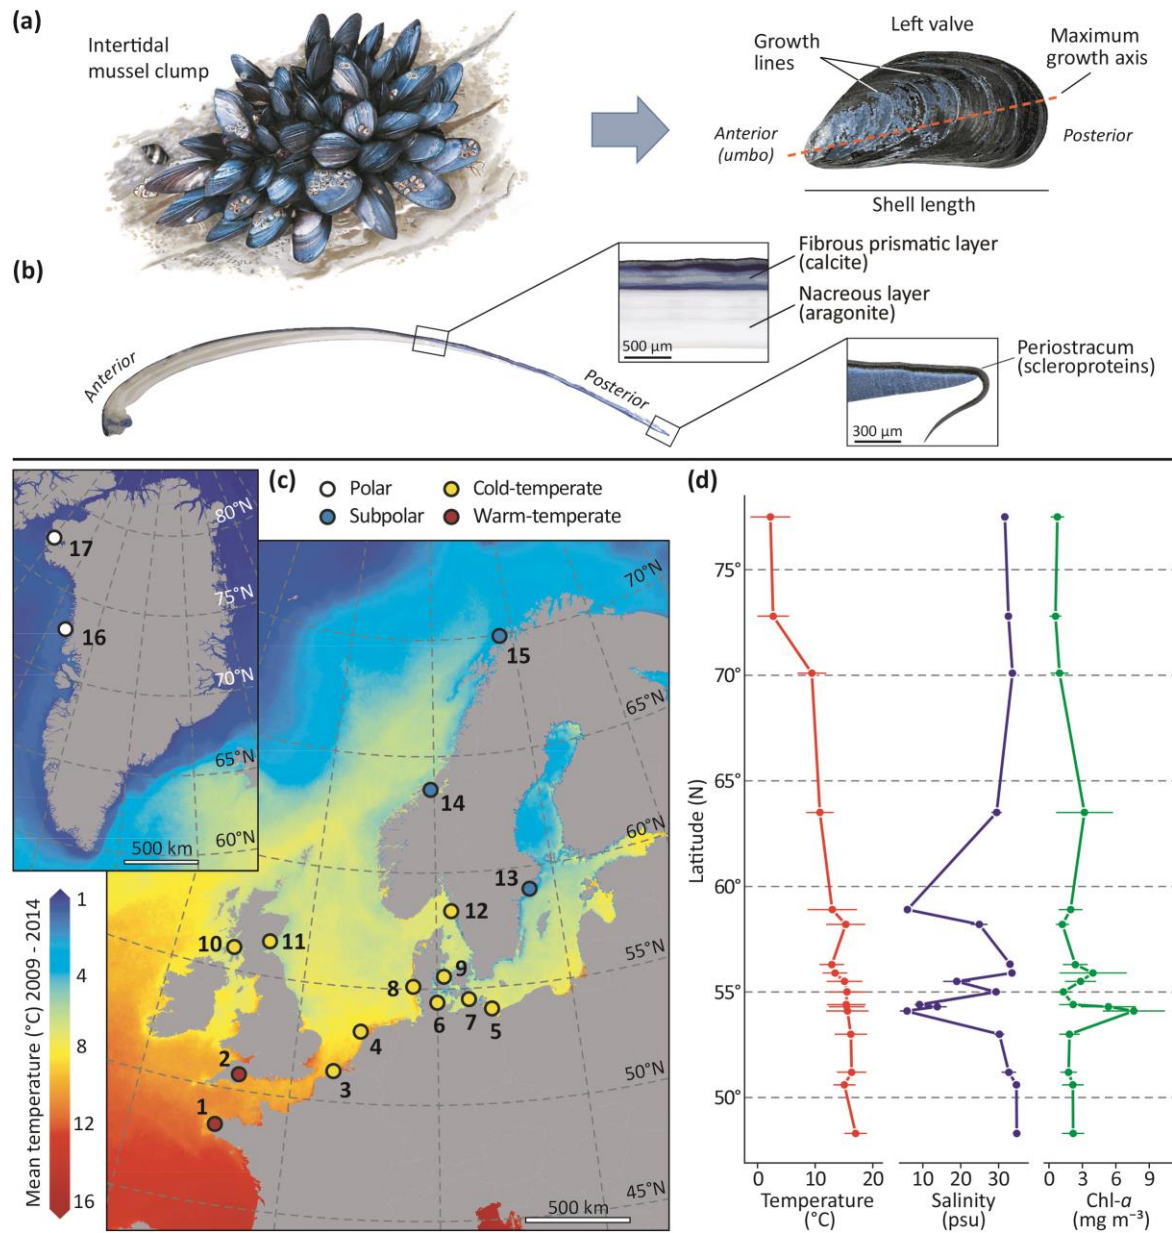 (a)
Intertidal
mussel clump
Left valve
Growth
lines
Maximum
growth axis
Anterior
(umbo)
Posterior
Shell length
(b)
Anterior
Posterior
Fibrous prismatic layer
(calcite)
Nacreous layer
(aragonite)
500 µm
Periostracum
(scleroproteins)
300 µm
(c)
Polar
Subpolar
Cold-temperate
Warm-temperate
80°N
75°N
70°N
65°N
60°N
17
16
500 km
70°N
65°N
60°N
55°N
50°N
45°N
15
14
13
12
11
10
9
8
7
6
5
4
3
2
1
500 km
Mean temperature (°C) 2009 - 2014
1
4
8
12
16
(d)
Latitude (N)
75°
70°
65°
60°
55°
50°
0 10 20
Temperature
(°C)
10 20 30
Salinity
(psu)
0 3 6 9
Chl-a
(mg m⁻³)